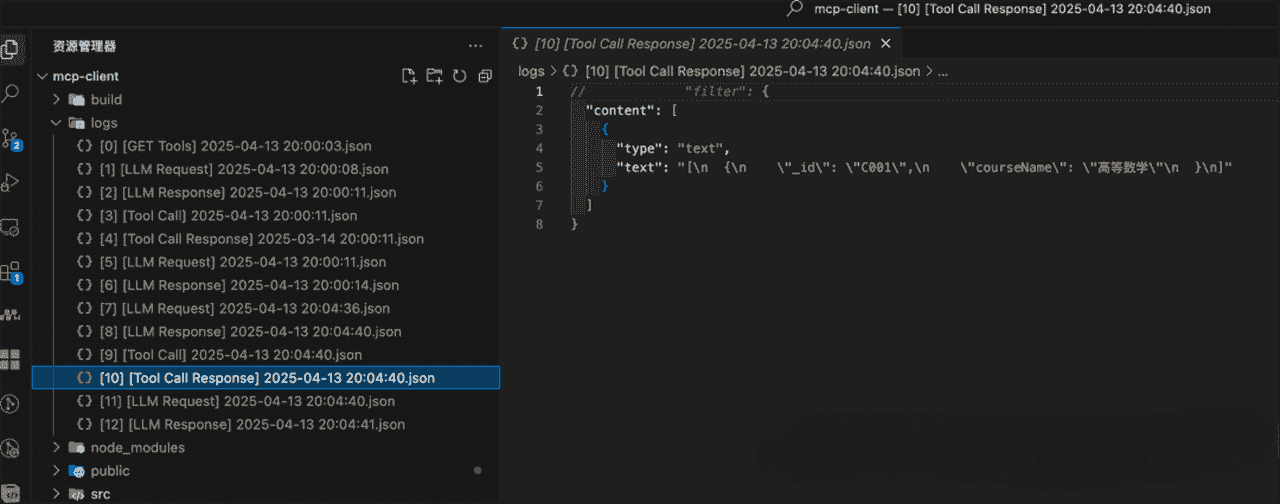 mcp-client — [10] [Tool Call Response] 2025-04-13 20:04:40.json
资源管理器
···
mcp-client
build
logs
[0] [GET Tools] 2025-04-13 20:00:03.json
[1] [LLM Request] 2025-04-13 20:00:08.json
[2] [LLM Response] 2025-04-13 20:00:11.json
[3] [Tool Call] 2025-04-13 20:00:11.json
[4] [Tool Call Response] 2025-03-14 20:00:11.json
[5] [LLM Request] 2025-04-13 20:00:11.json
[6] [LLM Response] 2025-04-13 20:00:14.json
[7] [LLM Request] 2025-04-13 20:04:36.json
[8] [LLM Response] 2025-04-13 20:04:40.json
[9] [Tool Call] 2025-04-13 20:04:40.json
[10] [Tool Call Response] 2025-04-13 20:04:40.json
[11] [LLM Request] 2025-04-13 20:04:40.json
[12] [LLM Response] 2025-04-13 20:04:41.json
node_modules
public
src
2
{} [10] [Tool Call Response] 2025-04-13 20:04:40.json ×
logs > {} [10] [Tool Call Response] 2025-04-13 20:04:40.json > ...
1 // "filter": {
2 "content": [
3 {
4 "type": "text",
5 "text": "[\n  {\n    \"_id\": \"C001\",\n    \"courseName\": \"高等数学\"\n  }\n]"
6 }
7 ]
8 }